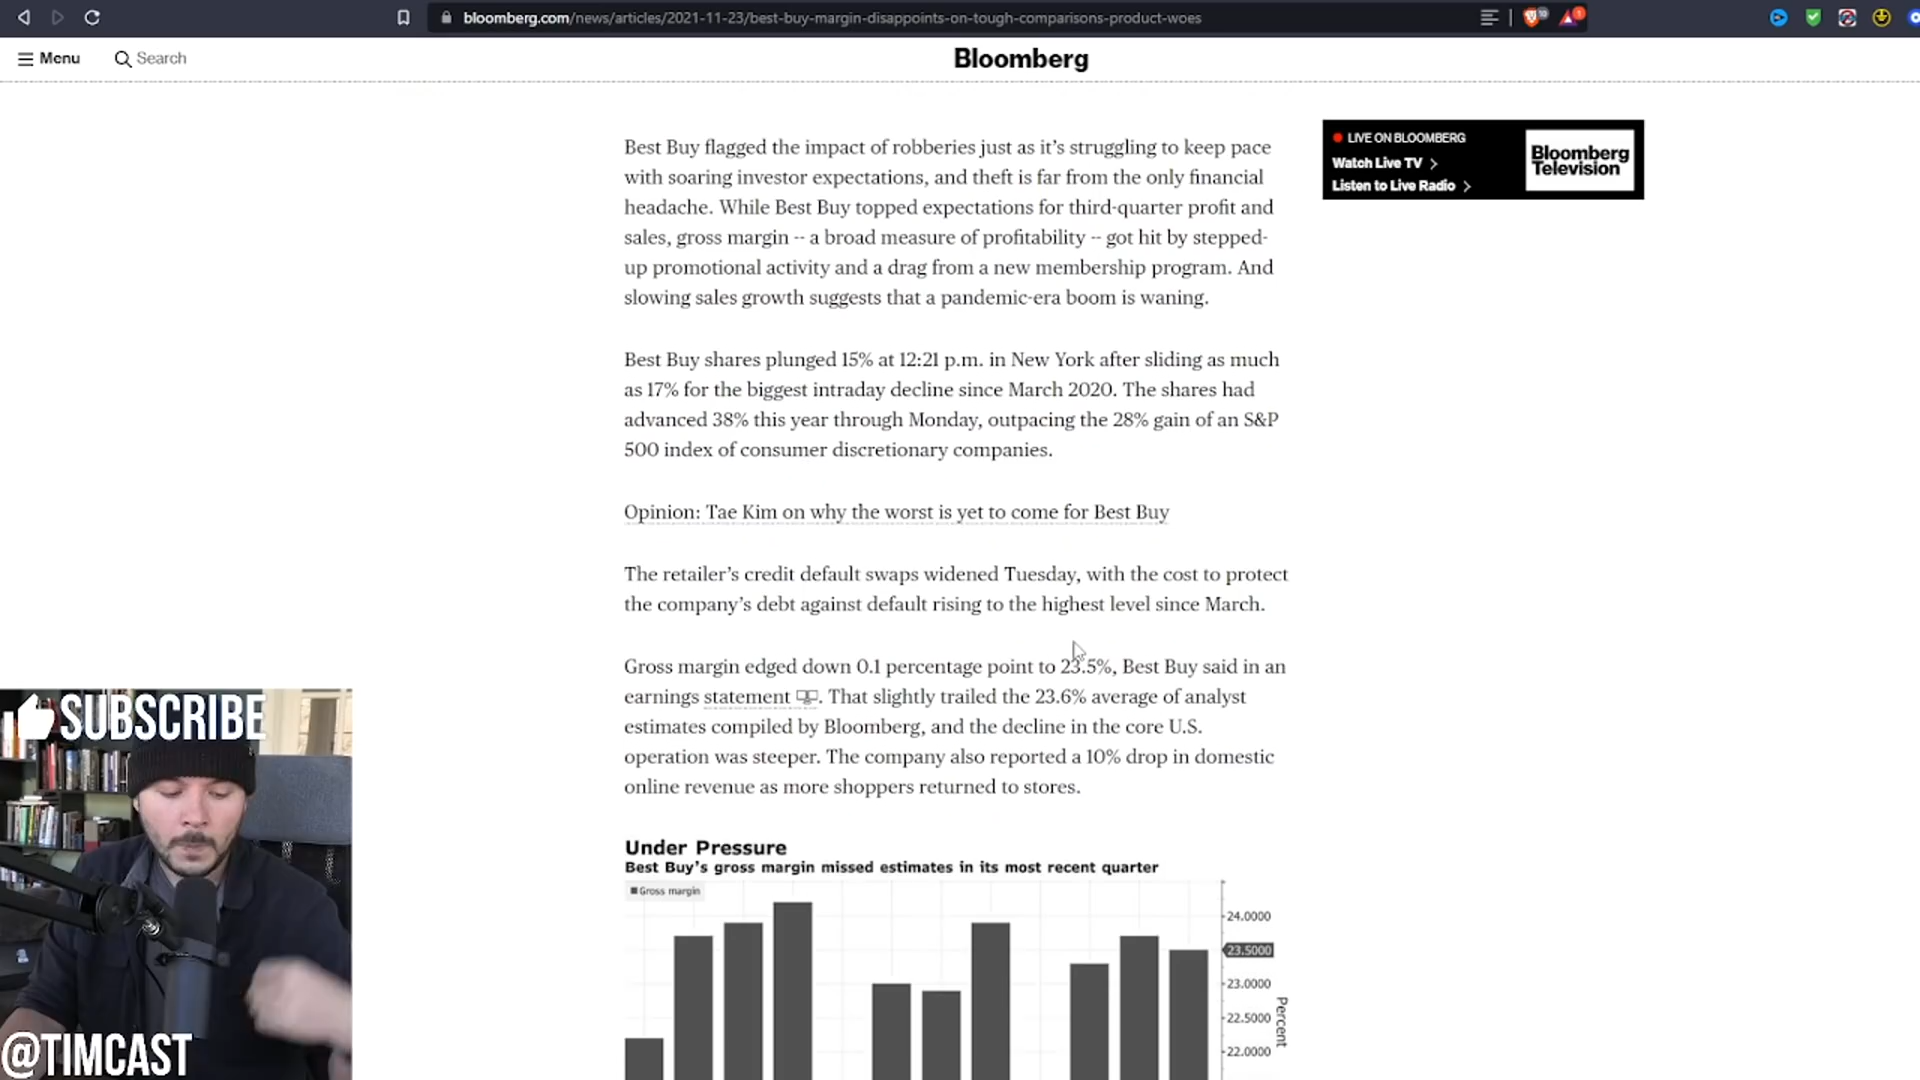 bloomberg.com/news/articles/2021-11-23/best-buy-margin-disappoints-on-tough-comparisons-product-woes
Menu
Search
Bloomberg
LIVE ON BLOOMBERG
Watch Live TV >
Listen to Live Radio >
Bloomberg
Television
Best Buy flagged the impact of robberies just as it’s struggling to keep pace
with soaring investor expectations, and theft is far from the only financial
headache. While Best Buy topped expectations for third-quarter profit and
sales, gross margin -- a broad measure of profitability -- got hit by stepped-
up promotional activity and a drag from a new membership program. And
slowing sales growth suggests that a pandemic-era boom is waning.
Best Buy shares plunged 15% at 12:21 p.m. in New York after sliding as much
as 17% for the biggest intraday decline since March 2020. The shares had
advanced 38% this year through Monday, outpacing the 28% gain of an S&P
500 index of consumer discretionary companies.
Opinion: Tae Kim on why the worst is yet to come for Best Buy
The retailer’s credit default swaps widened Tuesday, with the cost to protect
the company’s debt against default rising to the highest level since March.
Gross margin edged down 0.1 percentage point to 23.5%, Best Buy said in an
earnings statement. That slightly trailed the 23.6% average of analyst
estimates compiled by Bloomberg, and the decline in the core U.S.
operation was steeper. The company also reported a 10% drop in domestic
online revenue as more shoppers returned to stores.
Under Pressure
Best Buy’s gross margin missed estimates in its most recent quarter
Gross margin
24.0000
23.5000
23.0000
22.5000
22.0000
Percent
SUBSCRIBE
@TIMCAST